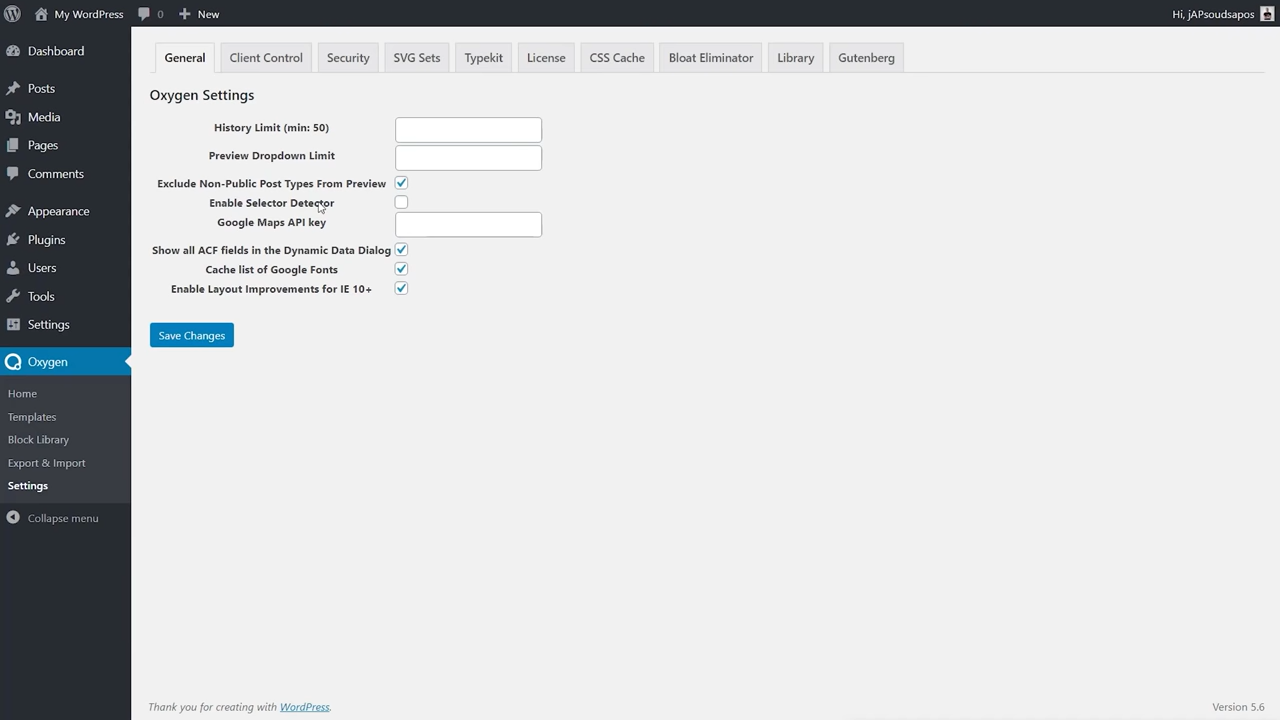 My WordPress 0 New Hi, jAPsoudsapos
Dashboard
Posts
Media
Pages
Comments
Appearance
Plugins
Users
Tools
Settings
Oxygen
Home
Templates
Block Library
Export & Import
Settings
Collapse menu
General Client Control Security SVG Sets Typekit License CSS Cache Bloat Eliminator Library Gutenberg
Oxygen Settings
History Limit (min: 50)
Preview Dropdown Limit
Exclude Non-Public Post Types From Preview
Enable Selector Detector
Google Maps API key
Show all ACF fields in the Dynamic Data Dialog
Cache list of Google Fonts
Enable Layout Improvements for IE 10+
Save Changes
Thank you for creating with WordPress. Version 5.6